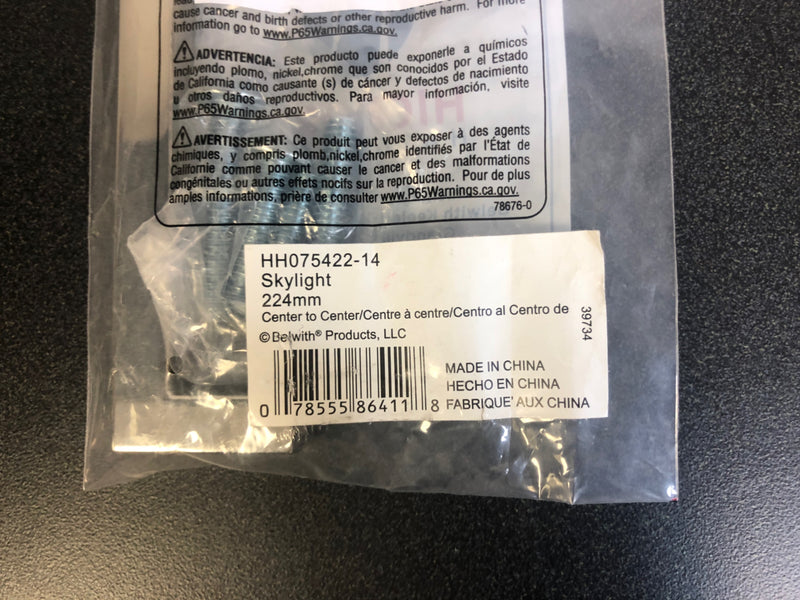 cause cancer and birth defects or other reproductive harm. For more
information go to www.P65Warnings.ca.gov.
ADVERTENCIA: Este producto puede exponerle a químicos
incluyendo plomo, nickel,chrome que son conocidos por el Estado
de California como causante (s) de cáncer y defectos de nacimiento
u otros daños reproductivos. Para mayor información, visite
www.P65Warnings.ca.gov.
AVERTISSEMENT: Ce produit peut vous exposer à des agents
chimiques, y compris plomb,nickel,chrome identifiés par l'État de
Californie comme pouvant causer le cancer et des malformations
congénitales ou autres effets nocifs sur la reproduction. Pour de plus
amples informations, prière de consulter www.P65Warnings.ca.gov.
78676-0
HH075422-14
Skylight
224mm
Center to Center/Centre à centre/Centro al Centro de
© Belwith® Products, LLC
39734
MADE IN CHINA
HECHO EN CHINA
FABRIQUE' AUX CHINA
0 78555 86411 8